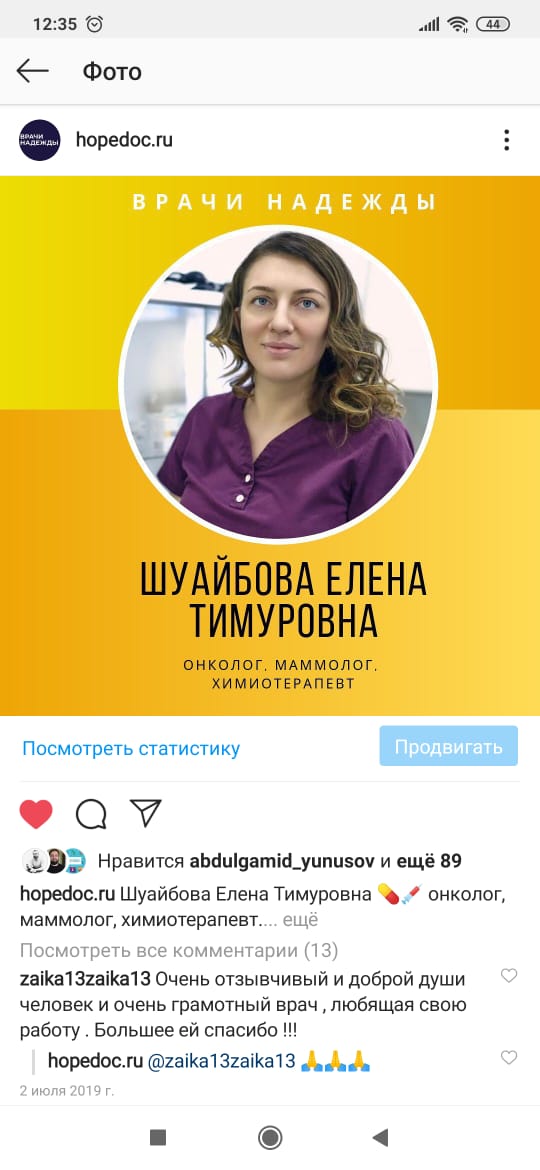 12:35
44
Фото
ВРАЧИ
НАДЕЖДЫ
hopedoc.ru
ВРАЧИ НАДЕЖДЫ
ШУАЙБОВА ЕЛЕНА
ТИМУРОВНА
ОНКОЛОГ, МАММОЛОГ,
ХИМИОТЕРАПЕВТ
Посмотреть статистику
Продвигать
Нравится abdulgamid_yunusov и ещё 89
hopedoc.ru Шуайбова Елена Тимуровна 💊💉 онколог,
маммолог, химиотерапевт.... ещё
Посмотреть все комментарии (13)
zaika13zaika13 Очень отзывчивый и доброй души
человек и очень грамотный врач , любящая свою
работу . Большее ей спасибо !!!
hopedoc.ru @zaika13zaika13 🙏🙏🙏
2 июля 2019 г.